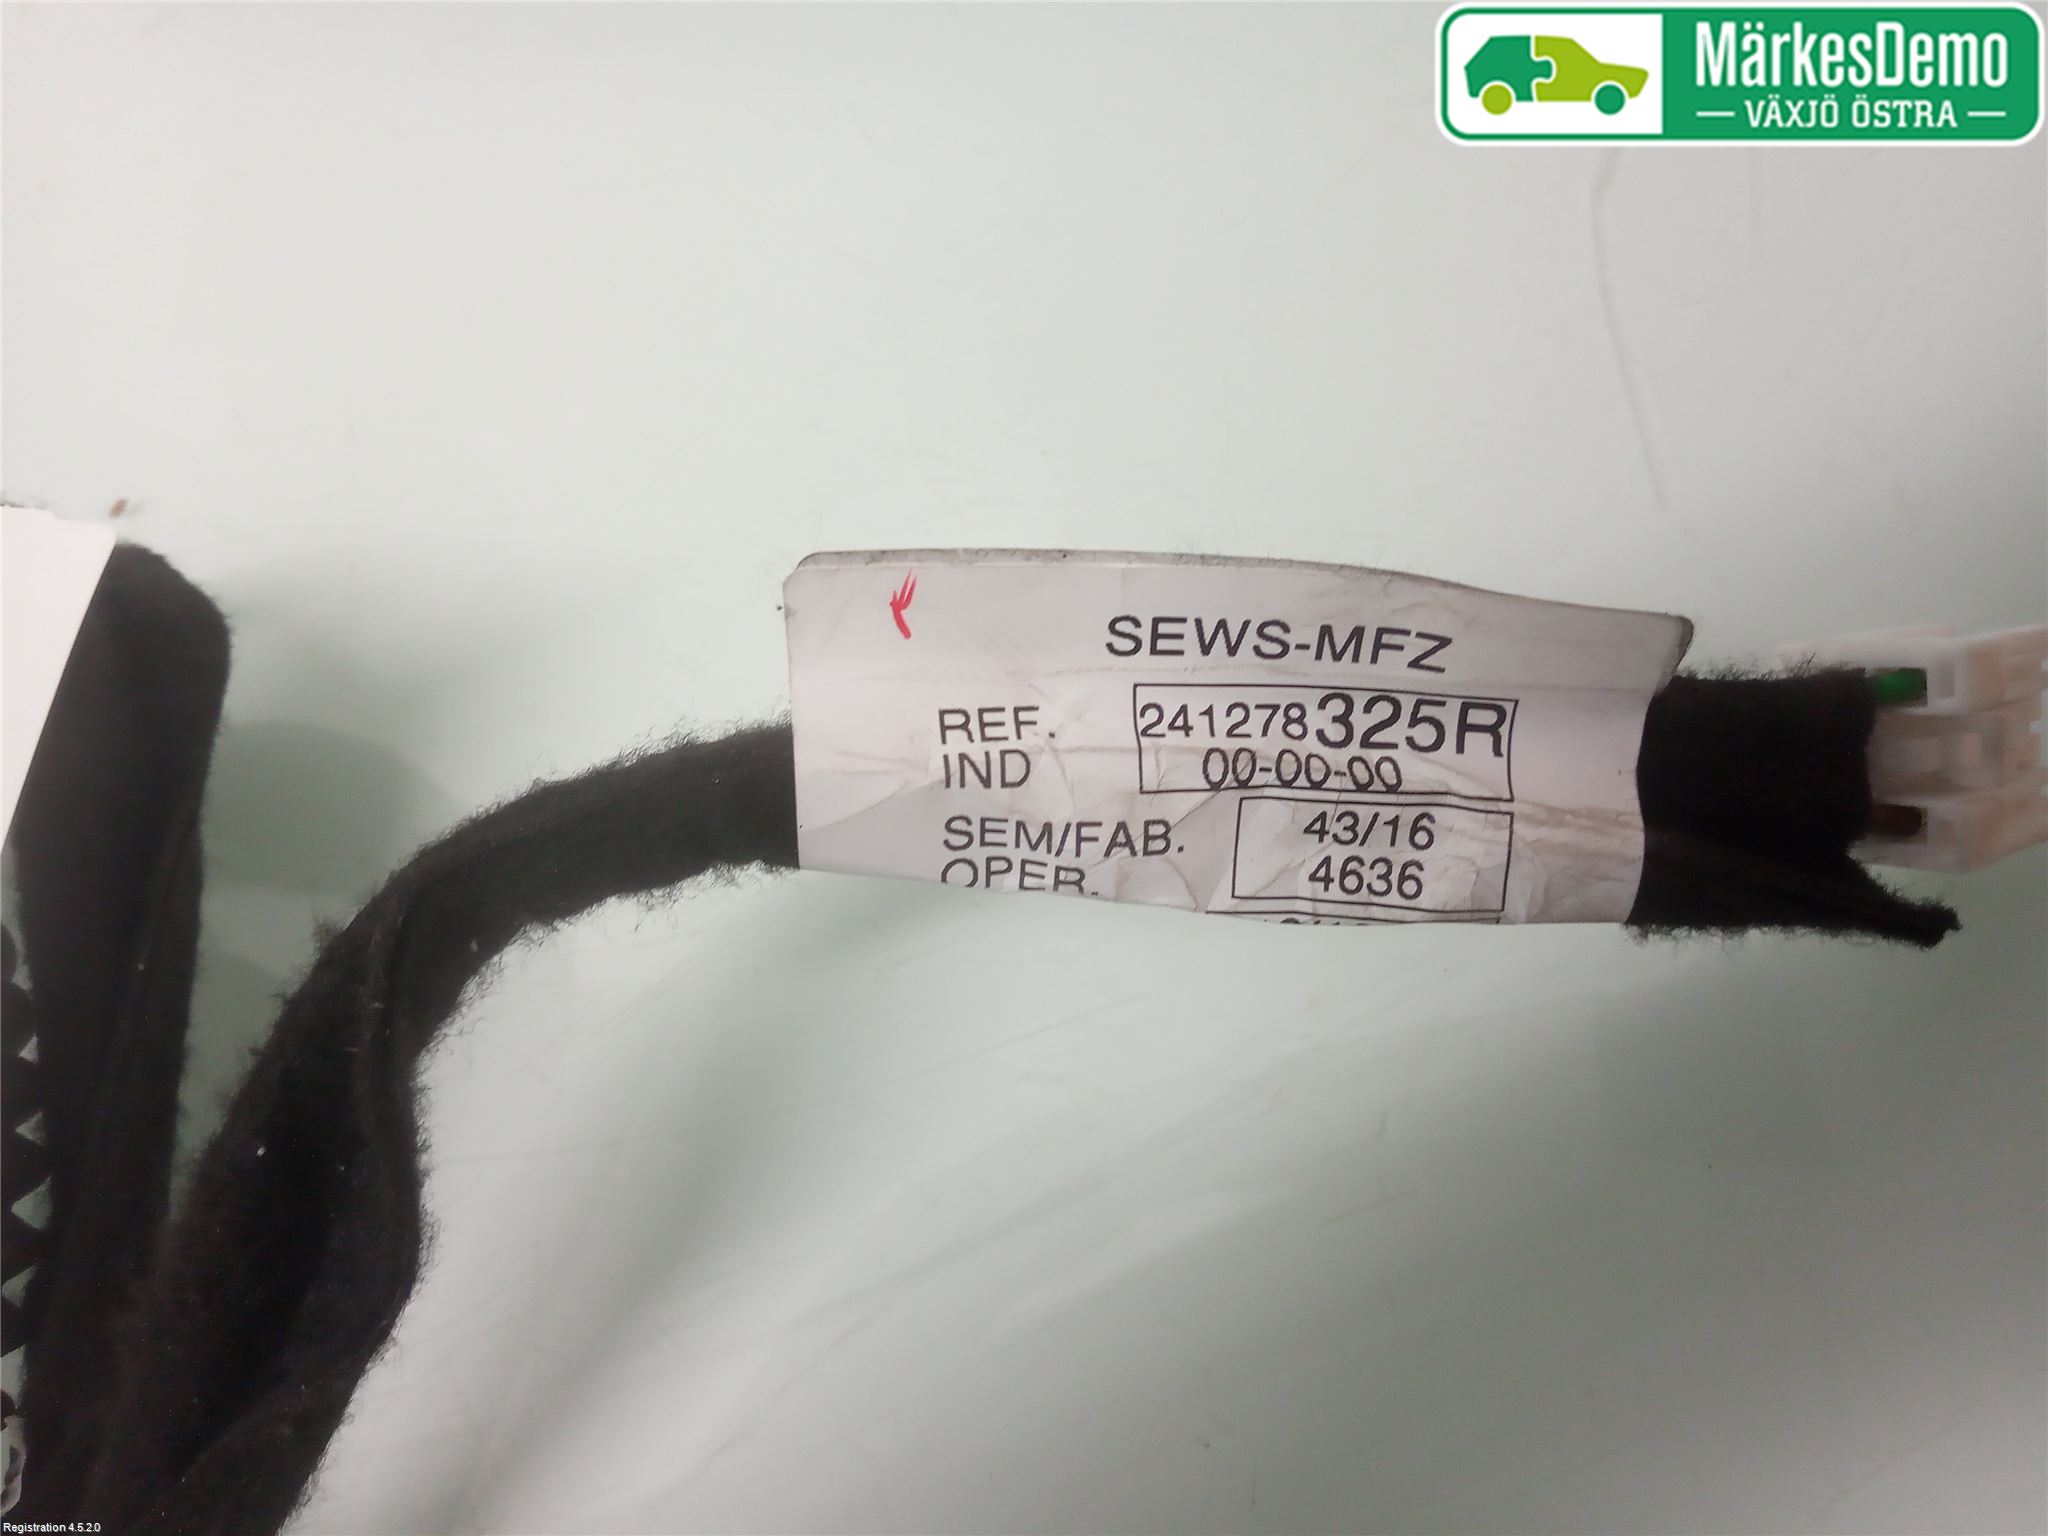 MärkesDemo
VÄXJÖ ÖSTRA
SEWS-MFZ
REF. 241278325R
IND 00-00-00
SEM/FAB. 43/16
OPER. 4636
Registration 4.5.2.0